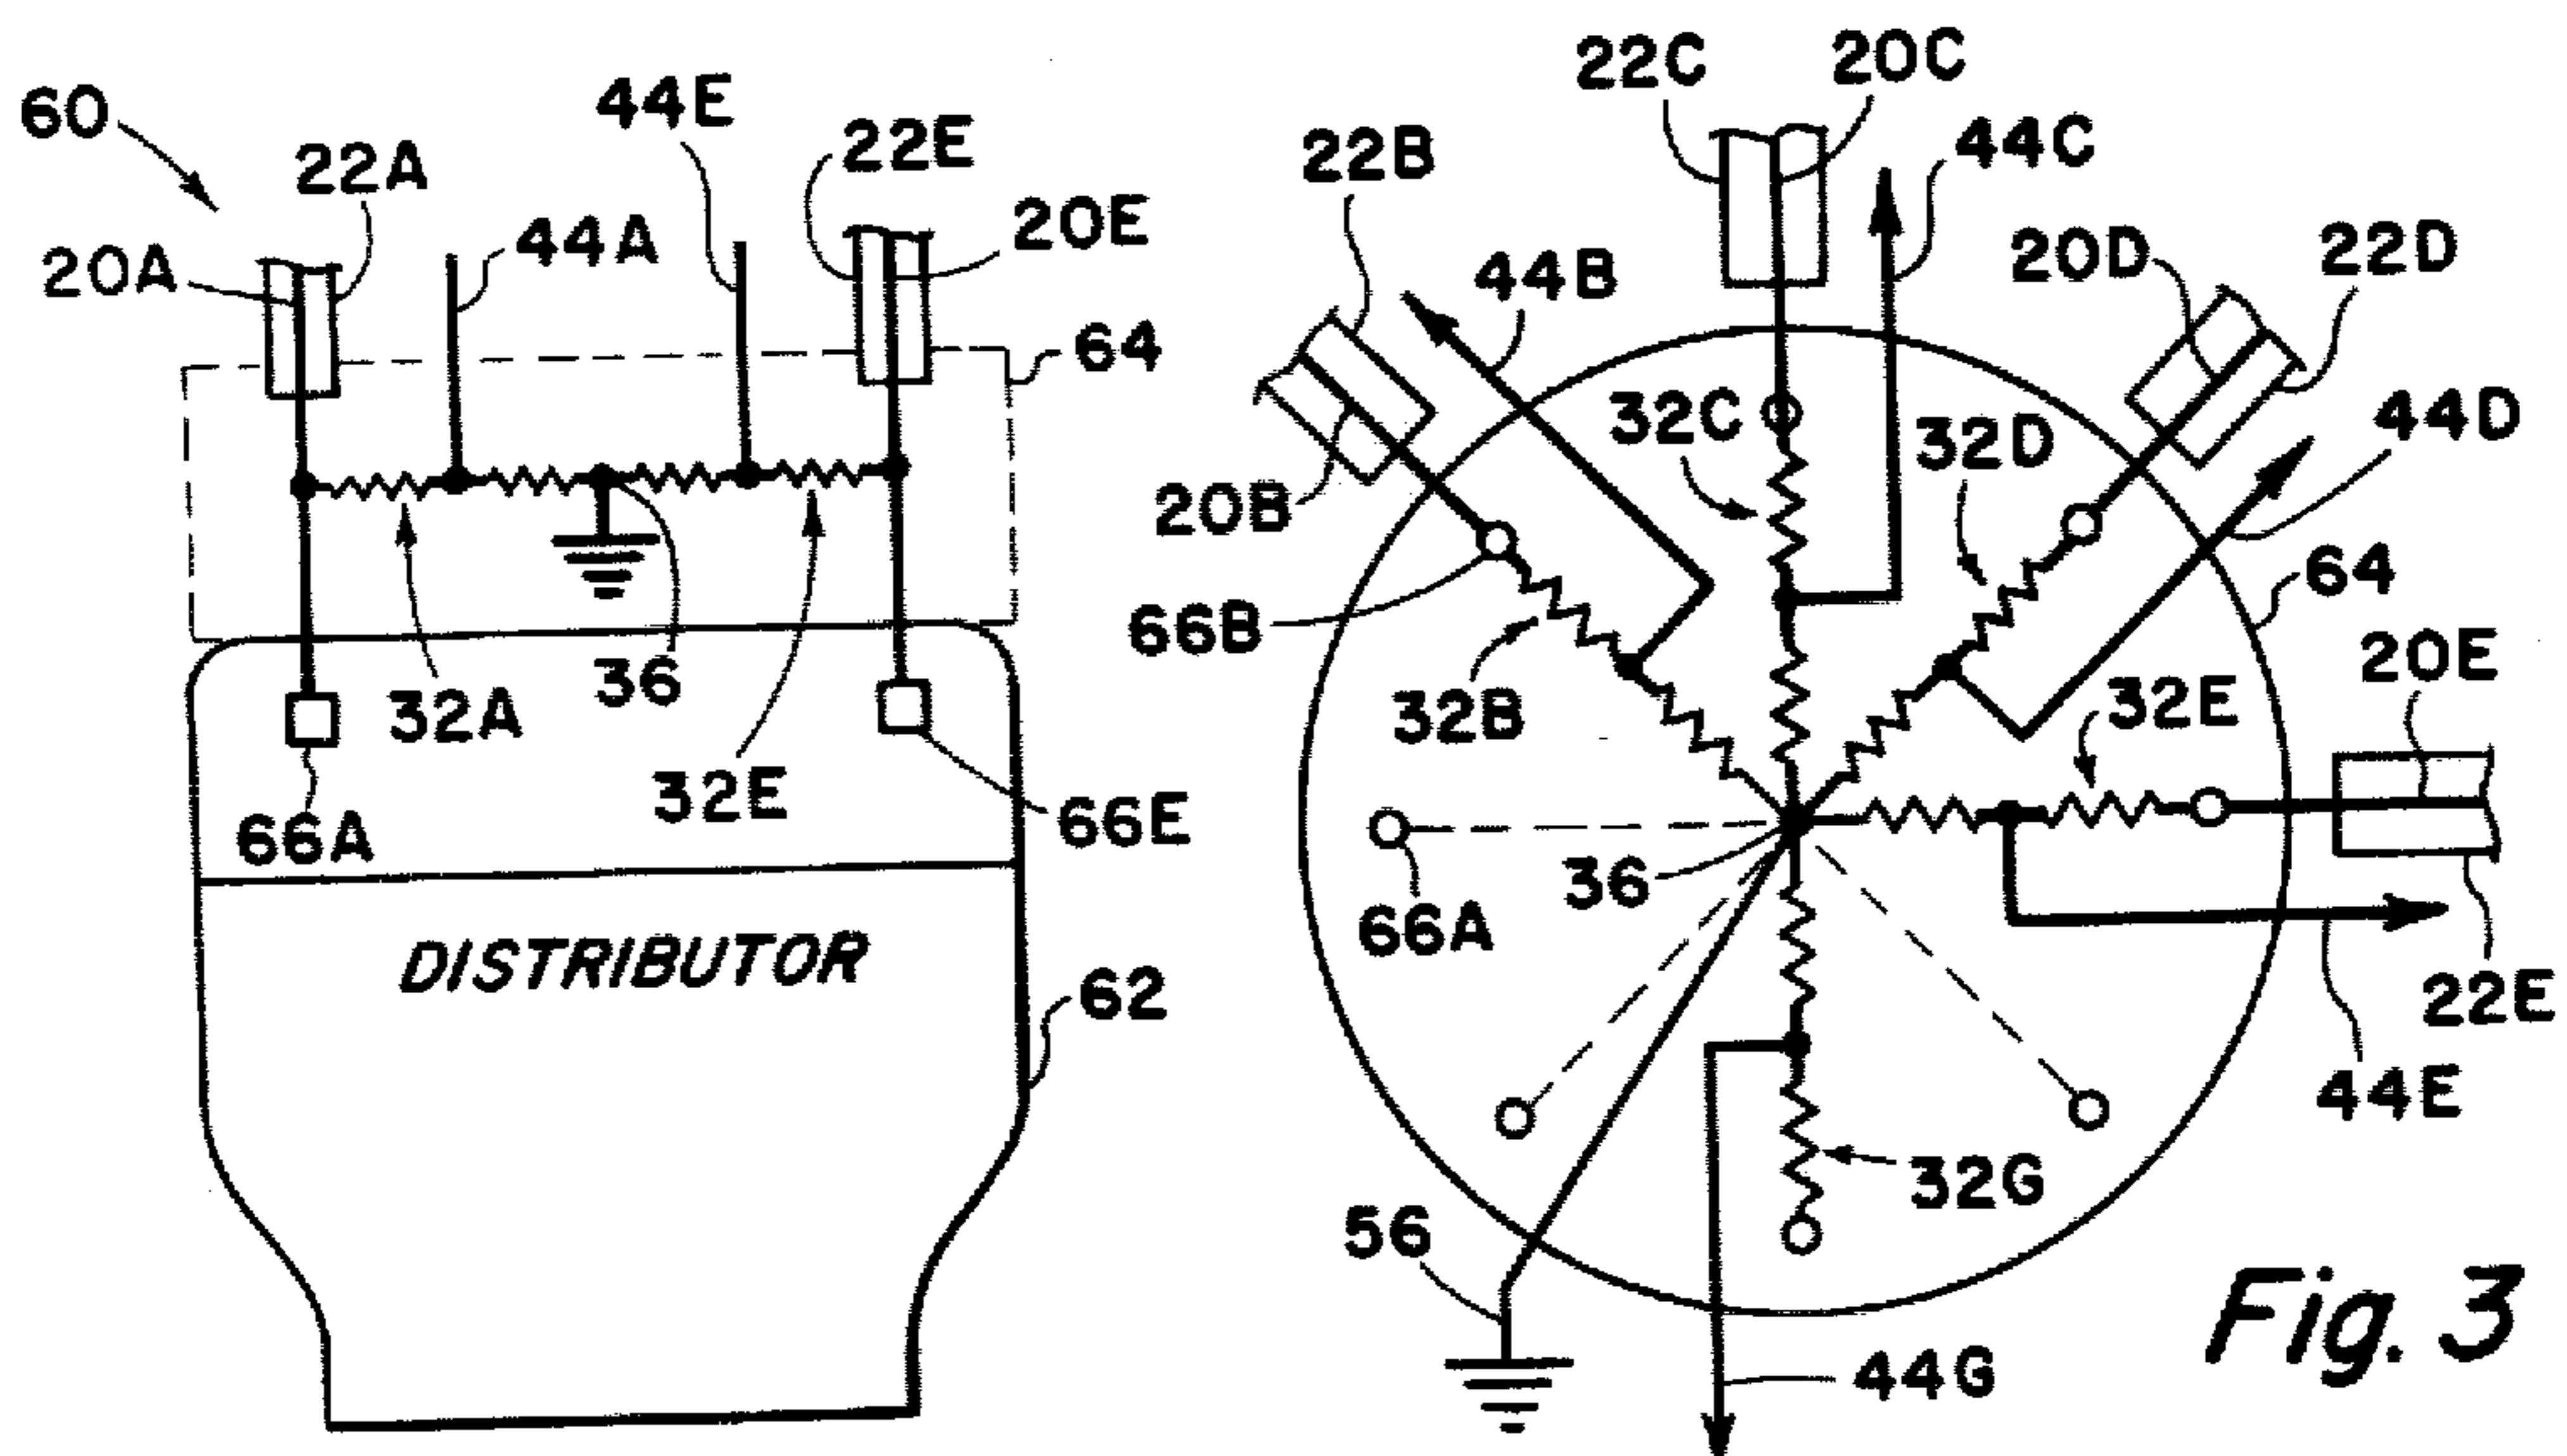 60
22A
44E
22E
20A
44A
20E
64
32A
36
32E
66A
66E
DISTRIBUTOR
62
22C
20C
22B
44C
44B
20D
22D
32C
32D
44D
20B
66B
32B
64
20E
32E
66A
36
22E
44E
32G
56
44G
Fig. 3